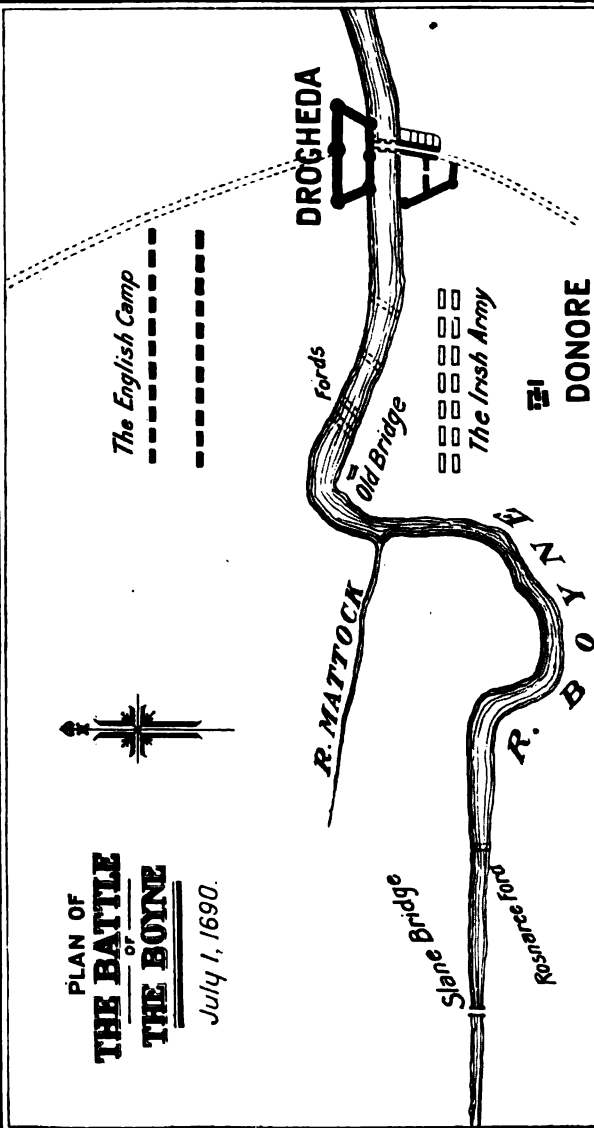 PLAN OF
THE BATTLE
OF
THE BOYNE
July 1, 1690.
The English Camp
DROGHEDA
Fords
Old Bridge
The Irish Army
DONORE
R. MATTOCK
R. BOYNE
Slane Bridge
Rosnaree Ford
N